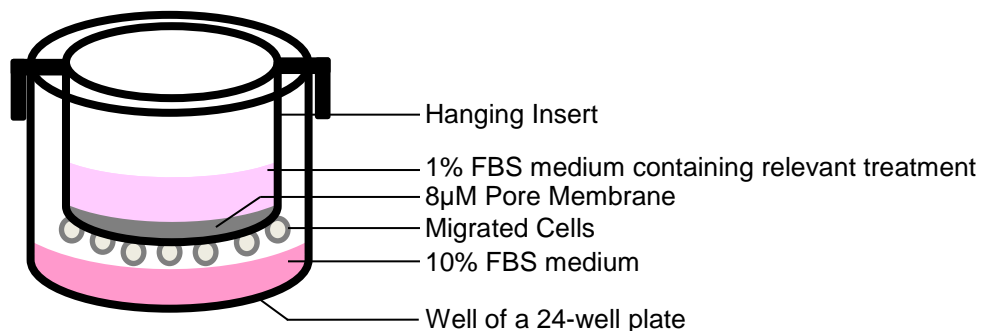 Hanging Insert
1% FBS medium containing relevant treatment
8µM Pore Membrane
Migrated Cells
10% FBS medium
Well of a 24-well plate